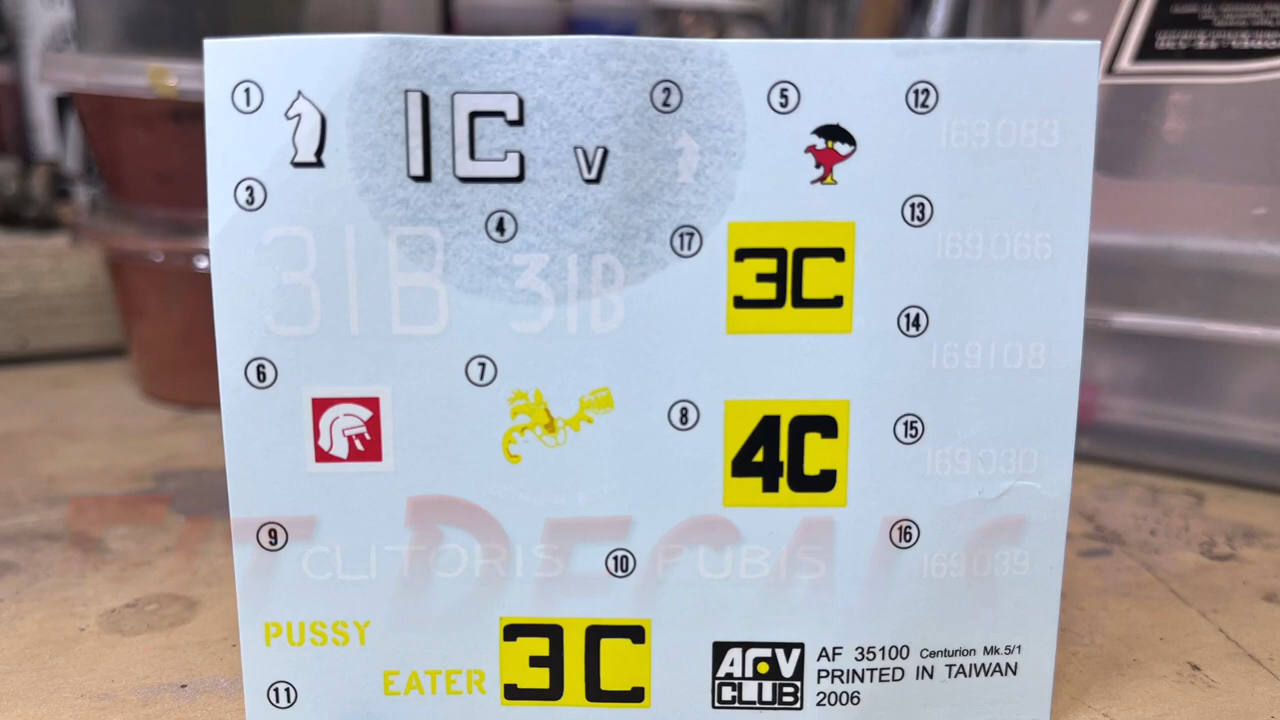 ① ② ⑤ ⑫
1C v
169083
③ ④ ⑬
31B 31B
⑰ 3C
169066
⑭
169108
⑥ ⑦ ⑧ ⑮
4C
169030
⑨ ⑩ ⑯
CLITORIS PUBIS
169039
DECALS
PUSSY
EATER 3C
⑪
AFV CLUB
AF 35100 Centurion Mk.5/1
PRINTED IN TAIWAN
2006